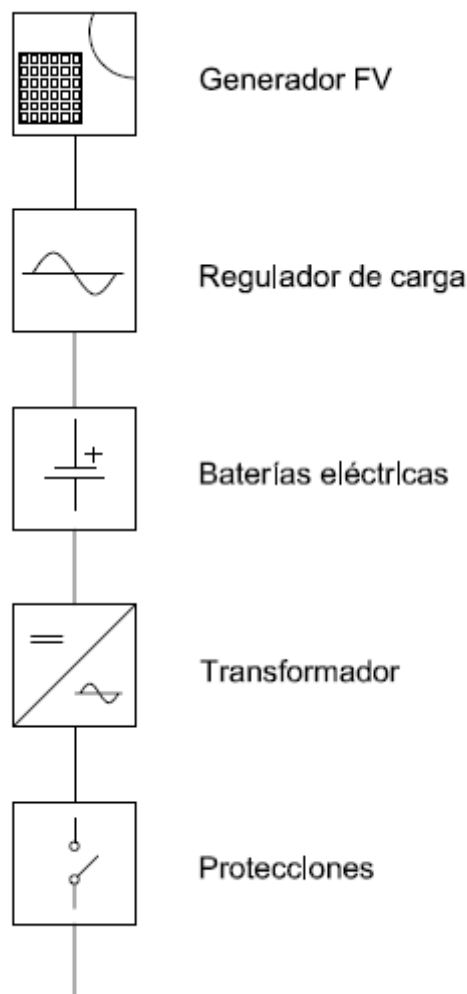 Generador FV
Regulador de carga
Baterías eléctricas
Transformador
Protecciones